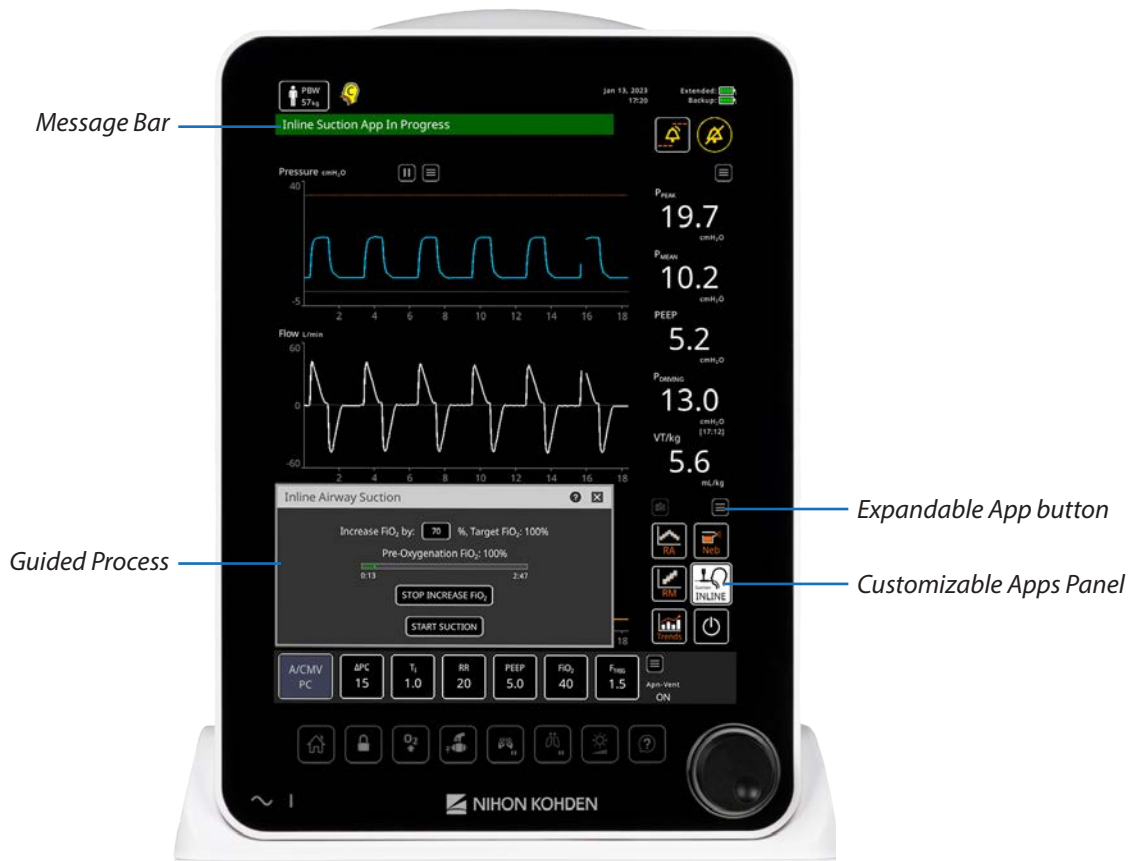 PBW
57kg
C
Jan 13, 2023
17:20
Extended:
Backup:
Message Bar
Inline Suction App In Progress
Pressure cmH₂O
40
-5
2 4 6 8 10 12 14 16 18
PPEAK
19.7
cmH₂O
PMEAN
10.2
cmH₂O
PEEP
5.2
cmH₂O
PDRIVING
13.0
cmH₂O
[17:12]
VT/kg
5.6
mL/kg
Flow L/min
60
0
-60
2 4 6 8 10 12 14 16 18
Inline Airway Suction
Increase FiO₂ by: 70 %, Target FiO₂: 100%
Pre-Oxygenation FiO₂: 100%
0:13 2:47
STOP INCREASE FiO₂
START SUCTION
18
Guided Process
Expandable App button
Customizable Apps Panel
RA
Neb
RM
Suction
INLINE
Trends
A/CMV
PC
ΔPC
15
TI
1.0
RR
20
PEEP
5.0
FiO₂
40
FTRIG
1.5
Apn-Vent
ON
O₂
NIHON KOHDEN